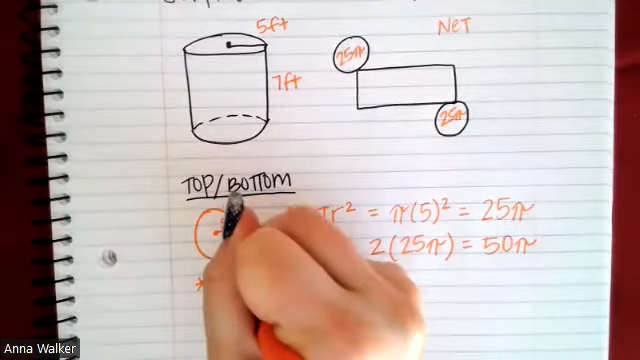 5ft
NET
25π
7ft
25π
TOP/BOTTOM
πr² = π(5)² = 25π
2(25π) = 50π
*
Anna Walker